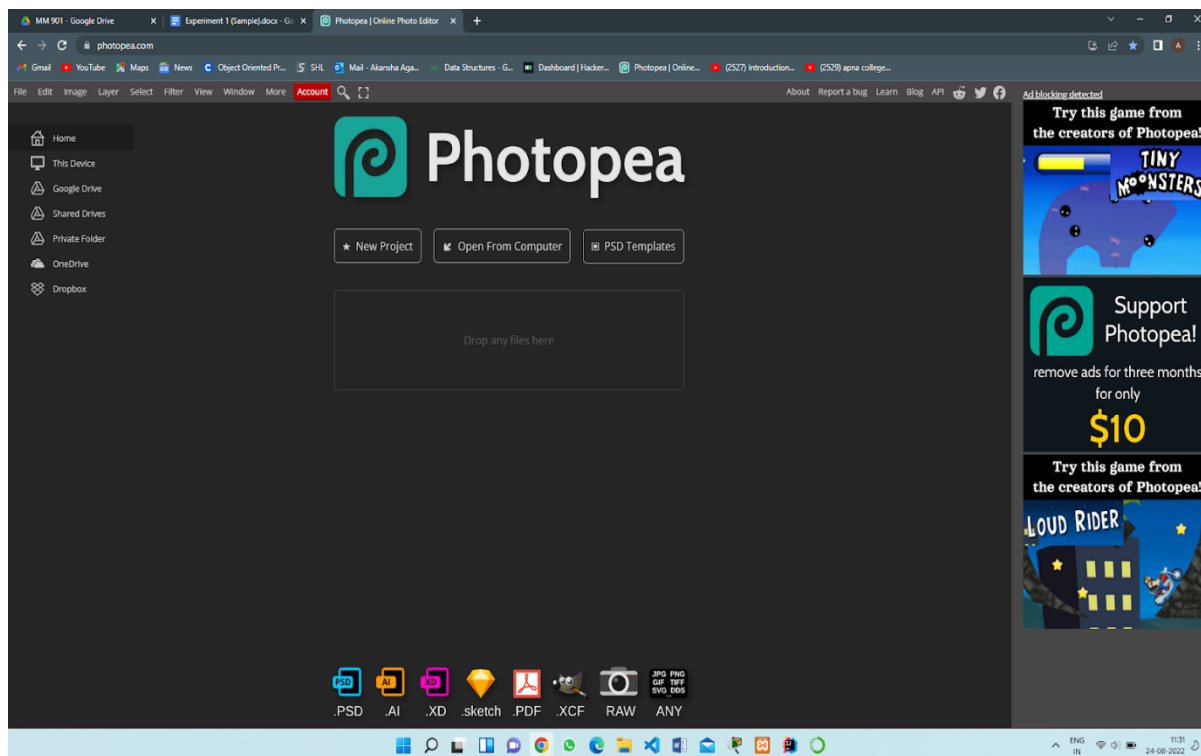 MM 901 - Google Drive
Experiment 1 (Sample).docx - Go
Photopea | Online Photo Editor
photopea.com
Gmail YouTube Maps News Object Oriented Pr... SHL Mail - Akansha Aga... Data Structures - G... Dashboard | Hacker... Photopea | Online... (2527) Introduction... (2529) apna college...
File Edit Image Layer Select Filter View Window More Account About Report a bug Learn Blog API
Ad blocking detected
Home
This Device
Google Drive
Shared Drives
Private Folder
OneDrive
Dropbox
Photopea
New Project Open From Computer PSD Templates
Drop any files here
Try this game from
the creators of Photopea!
TINY
MONSTERS
Support
Photopea!
remove ads for three months
for only
$10
Try this game from
the creators of Photopea!
LOUD RIDER
PSD AI XD JPG PNG
GIF TIFF
SVG DDS
.PSD .AI .XD .sketch .PDF .XCF RAW ANY
ENG
IN
11:31
24-08-2022